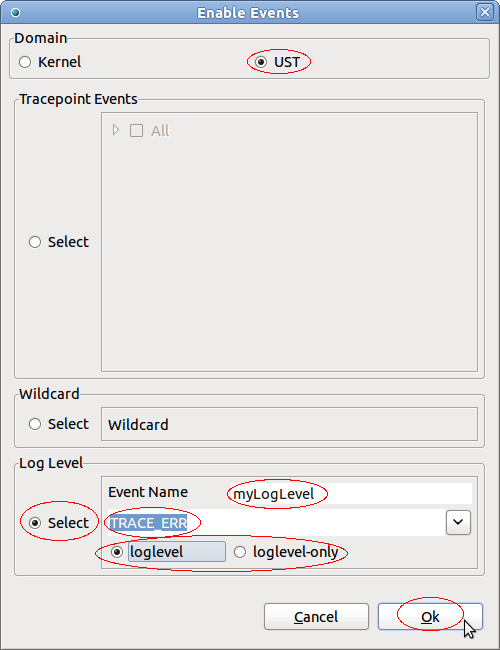 Enable Events
Domain
Kernel UST
Tracepoint Events
All
Select
Wildcard
Select Wildcard
Log Level
Event Name myLogLevel
Select TRACE_ERR
loglevel loglevel-only
Cancel Ok